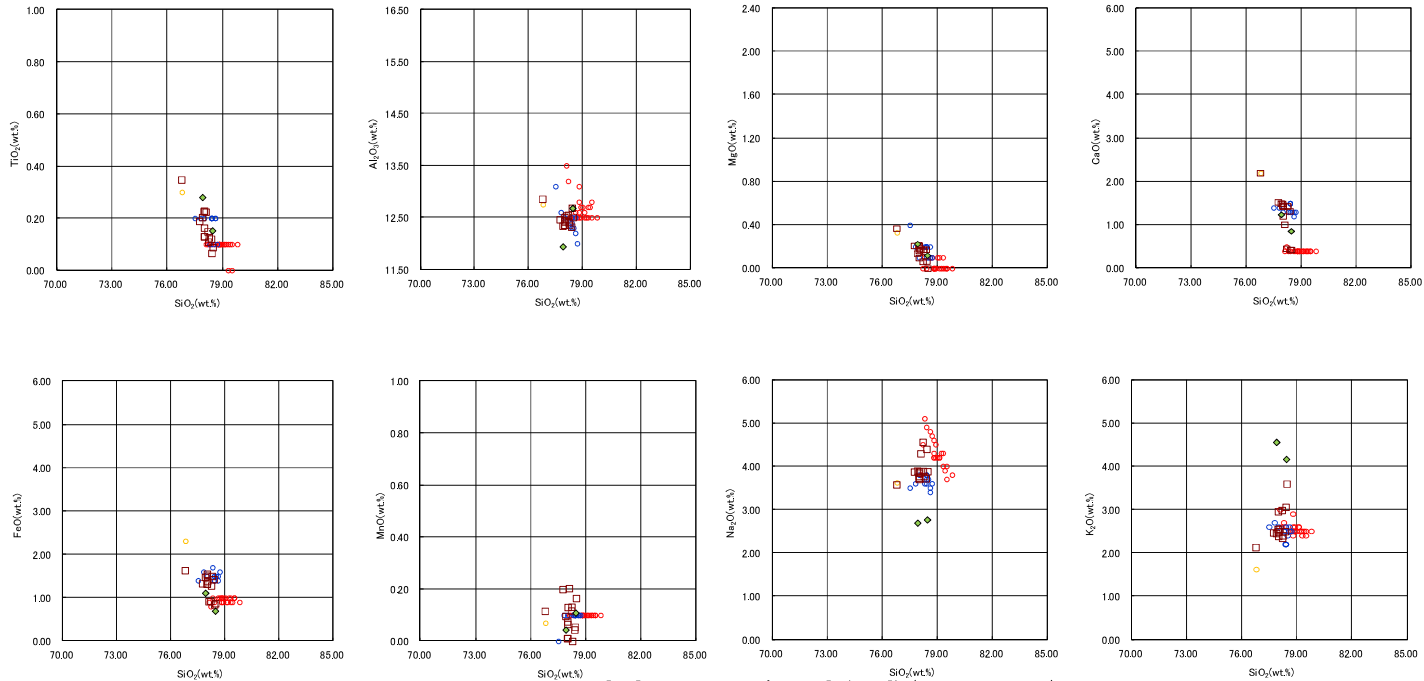 1.00 16.50 2.40 6.00
0.80 15.50 2.00 5.00
0.60 14.50 1.60 4.00
TiO2(wt.%) Al2O3(wt.%) MgO(wt.%) CaO(wt.%)
1.20 3.00
0.40 13.50 0.80 2.00
0.20 12.50 0.40 1.00
0.00 11.50 0.00 0.00
70.00 73.00 76.00 79.00 82.00 85.00 70.00 73.00 76.00 79.00 82.00 85.00 70.00 73.00 76.00 79.00 82.00 85.00 70.00 73.00 76.00 79.00 82.00 85.00
SiO2(wt.%) SiO2(wt.%) SiO2(wt.%) SiO2(wt.%)
6.00 1.00 6.00 6.00
5.00 0.80 5.00 5.00
4.00 0.60 4.00 4.00
FeO(wt.%) MnO(wt.%) Na2O(wt.%) K2O(wt.%)
3.00 0.40 3.00 3.00
2.00 0.20 2.00 2.00
1.00 1.00 1.00
0.00 0.00 0.00 0.00
70.00 73.00 76.00 79.00 82.00 85.00 70.00 73.00 76.00 79.00 82.00 85.00 70.00 73.00 76.00 79.00 82.00 85.00 70.00 73.00 76.00 79.00 82.00 85.00
SiO2(wt.%) SiO2(wt.%) SiO2(wt.%) SiO2(wt.%)